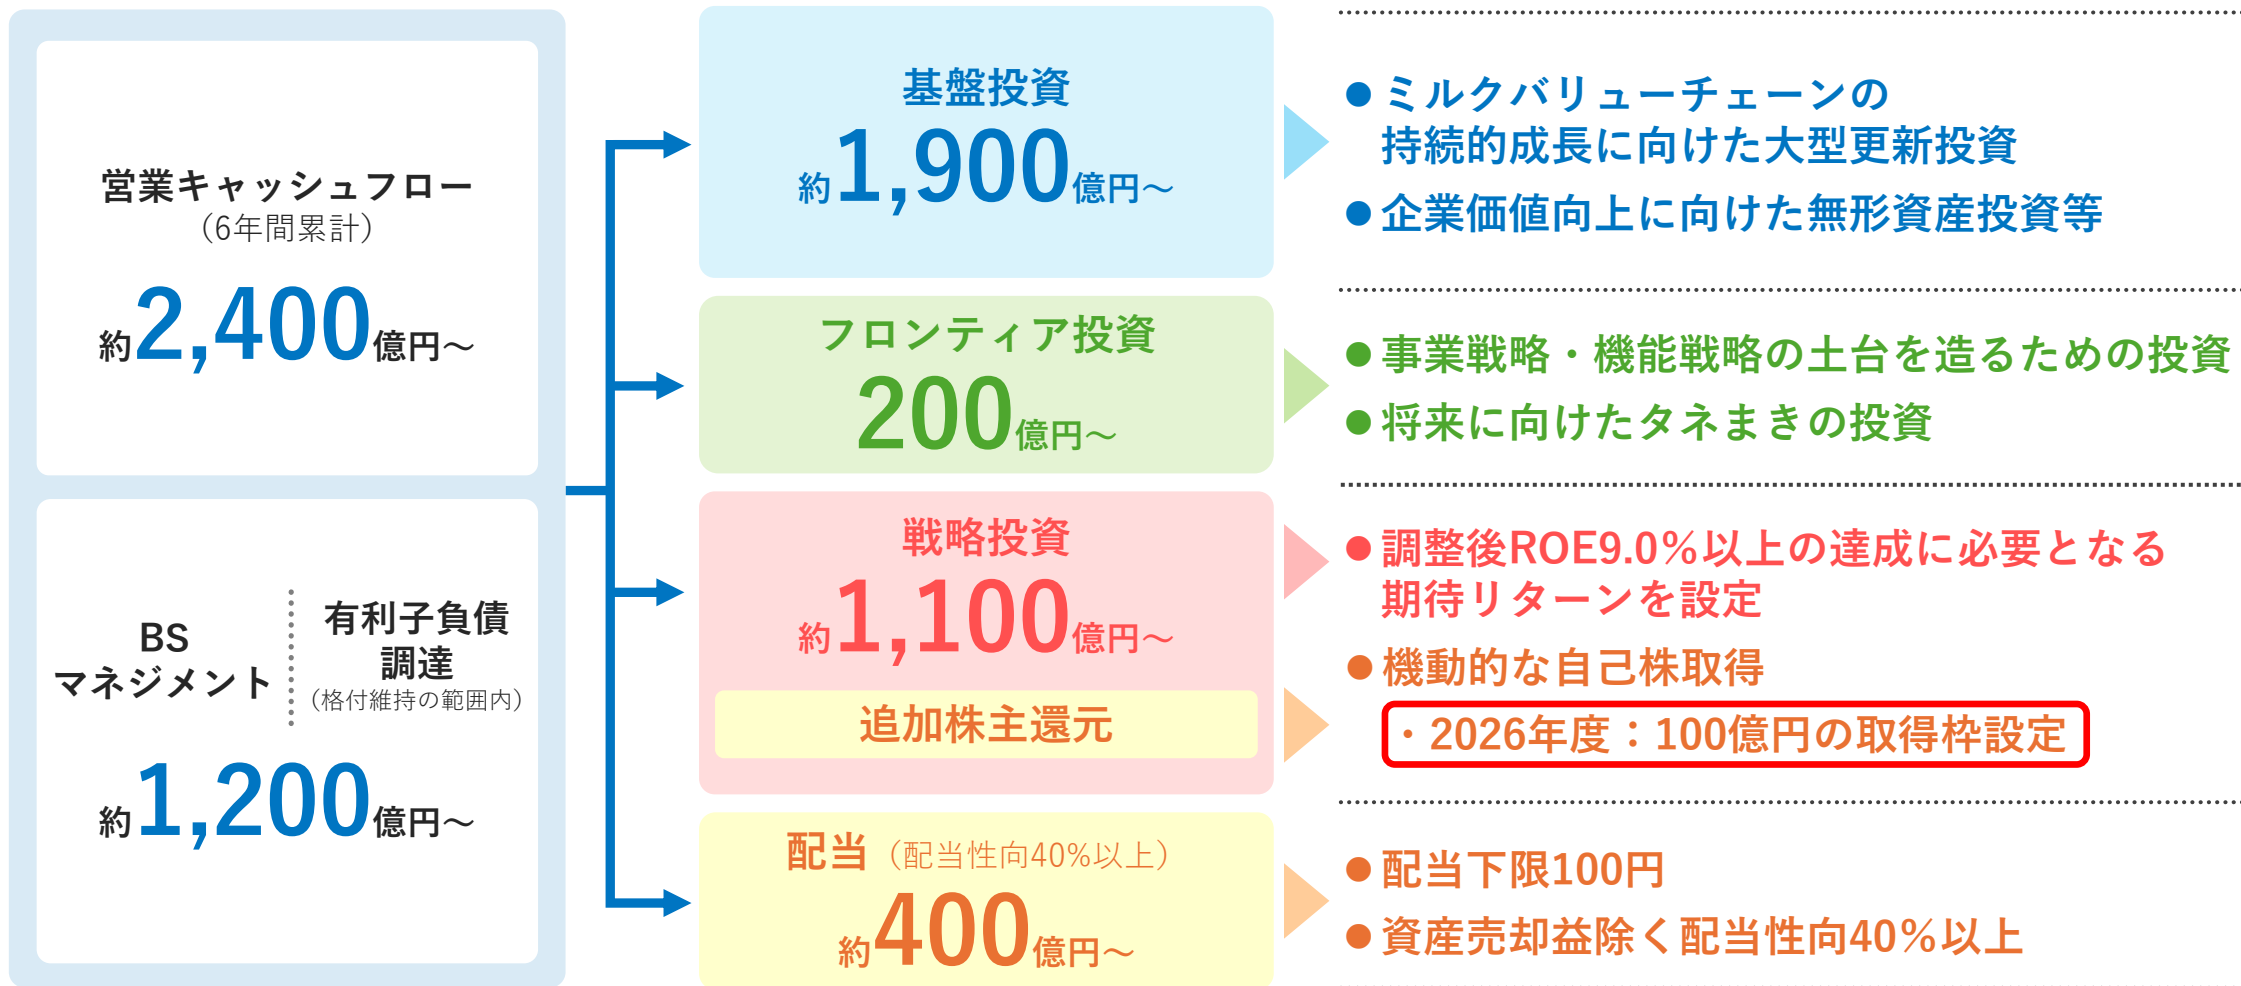 営業キャッシュフロー
（6年間累計）
約2,400億円～
BS
マネジメント
有利子負債
調達
（格付維持の範囲内）
約1,200億円～
基盤投資
約1,900億円～
●ミルクバリューチェーンの
持続的成長に向けた大型更新投資
●企業価値向上に向けた無形資産投資等
フロンティア投資
200億円～
●事業戦略・機能戦略の土台を造るための投資
●将来に向けたタネまきの投資
戦略投資
約1,100億円～
追加株主還元
●調整後ROE9.0%以上の達成に必要となる
期待リターンを設定
●機動的な自己株取得
・2026年度：100億円の取得枠設定
配当（配当性向40%以上）
約400億円～
●配当下限100円
●資産売却益除く配当性向40%以上